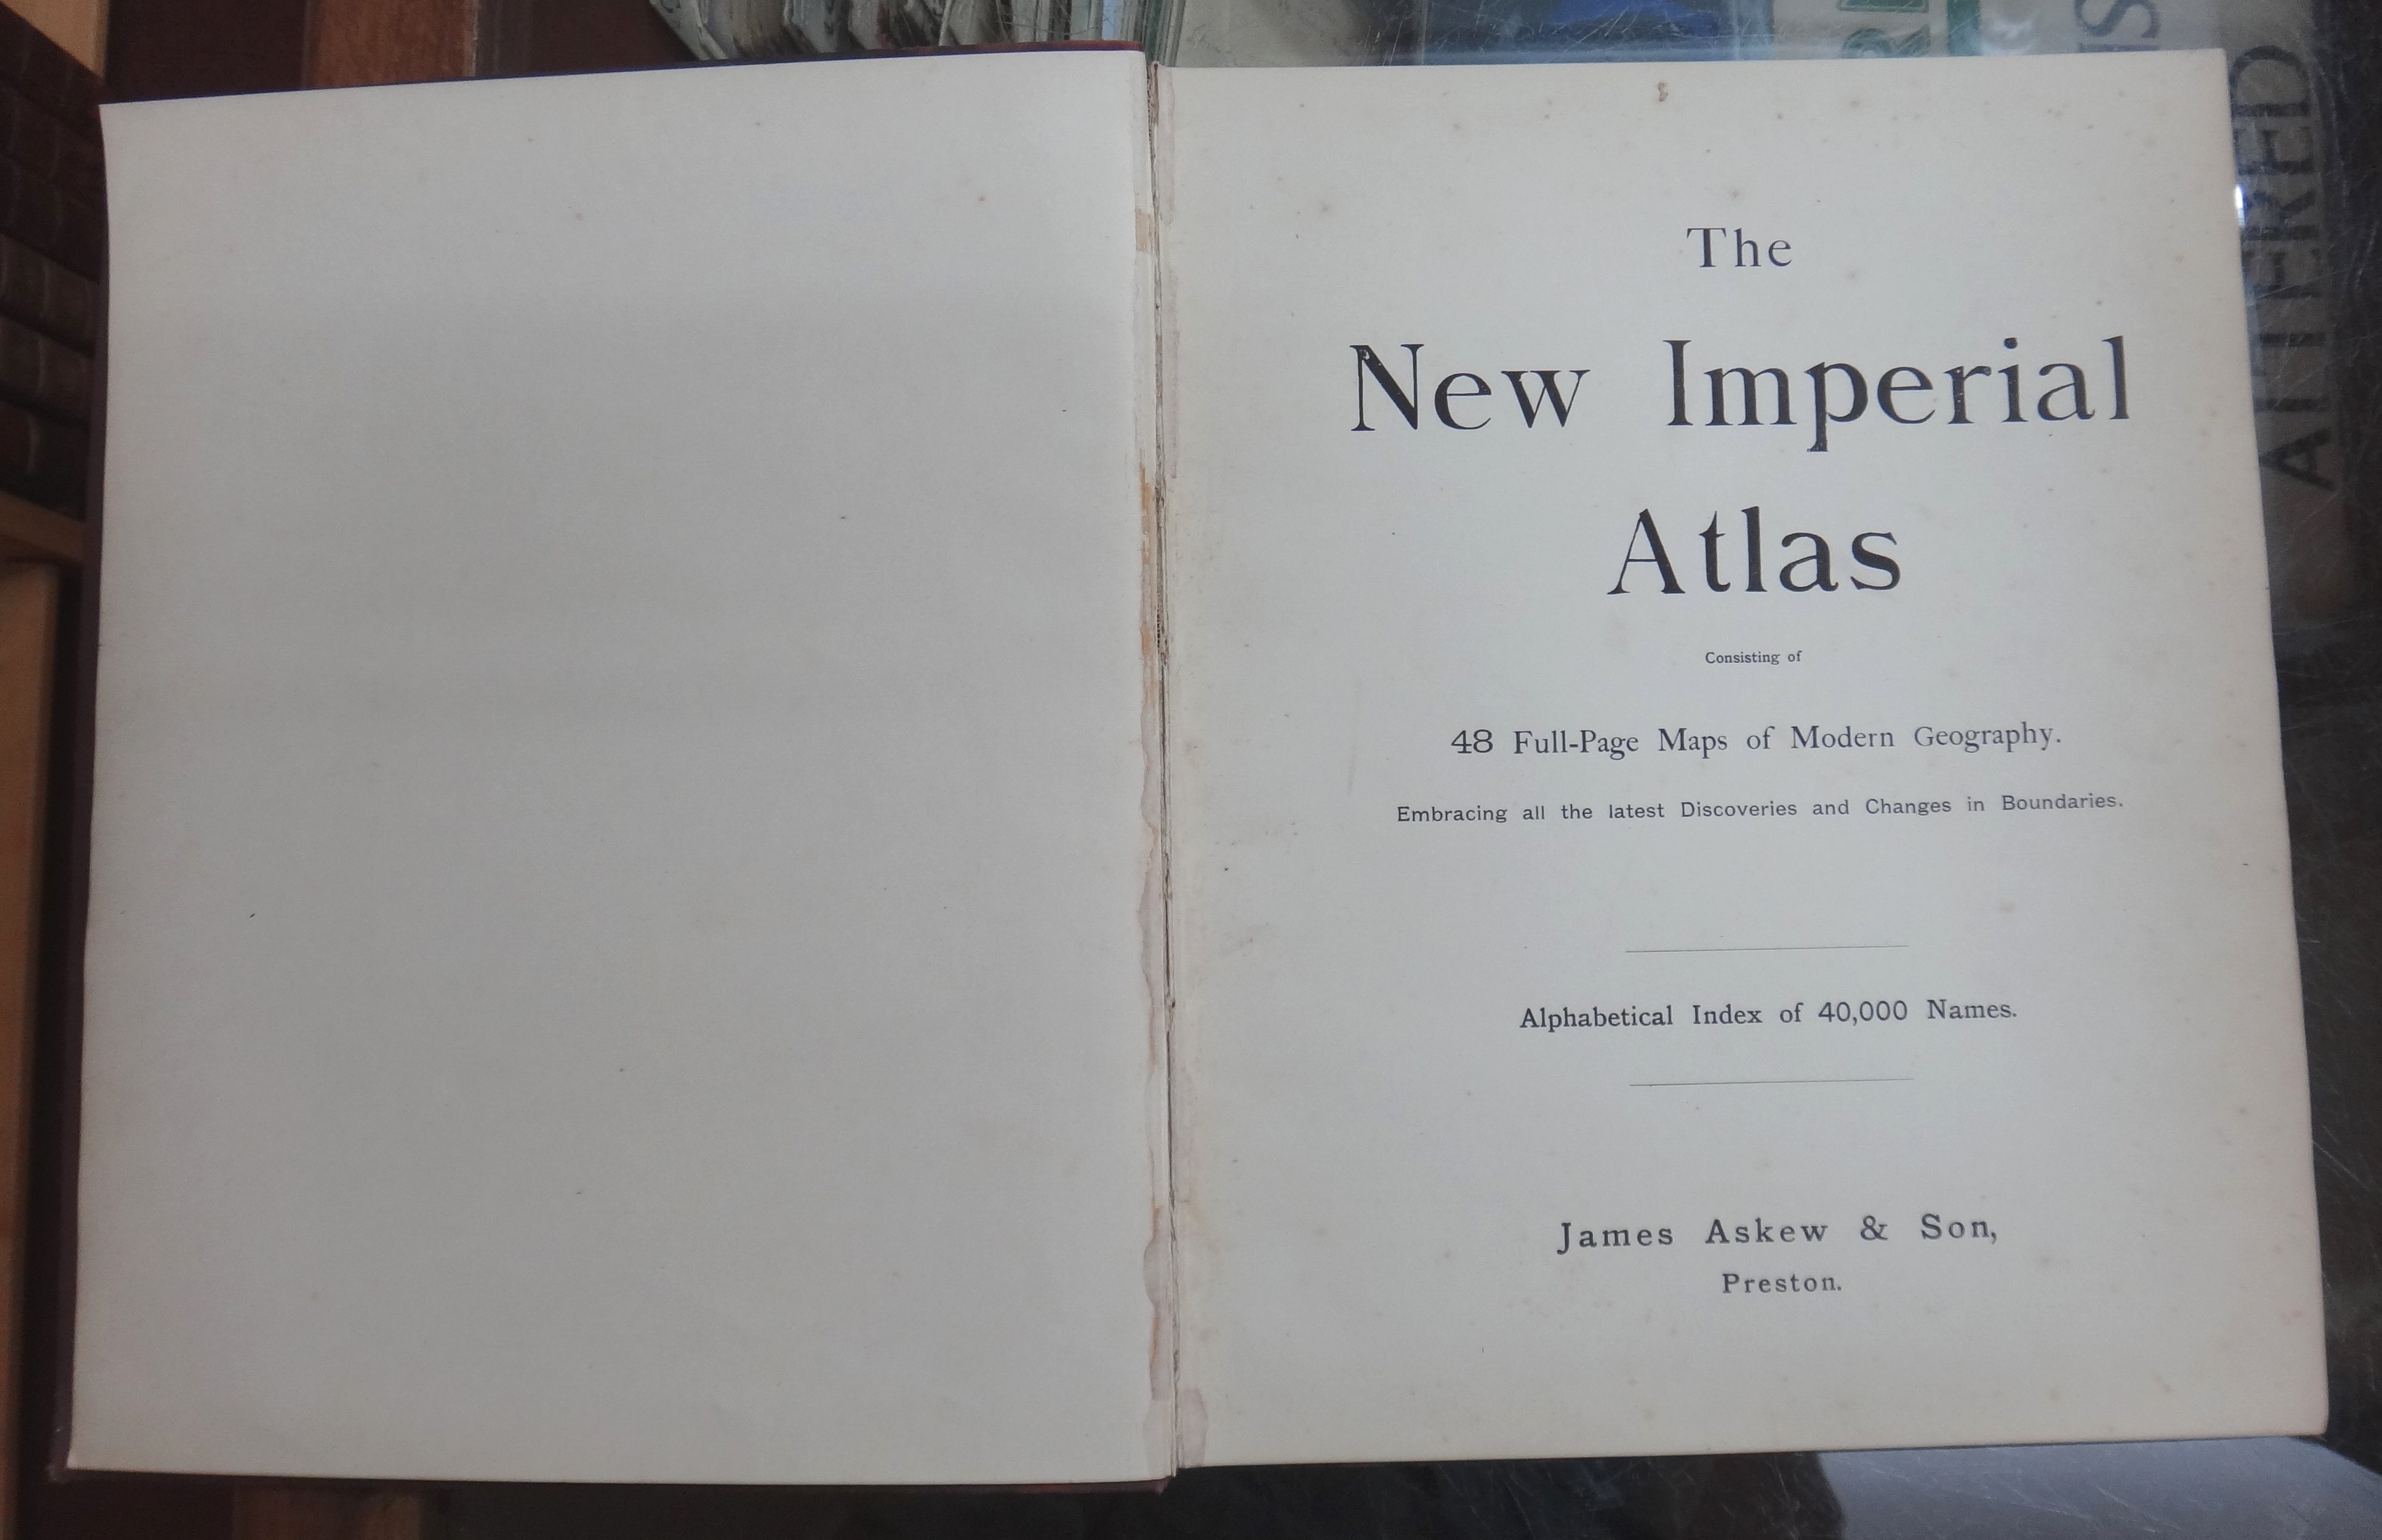 The
New Imperial
Atlas
Consisting of
48 Full-Page Maps of Modern Geography.
Embracing all the latest Discoveries and Changes in Boundaries.
Alphabetical Index of 40,000 Names.
James Askew & Son,
Preston.